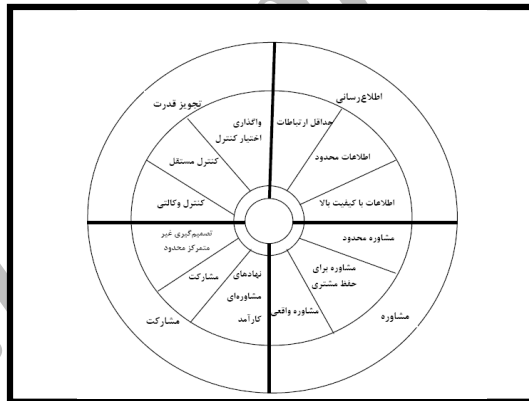 اطلاع‌رسانی
حداقل ارتباطات
اطلاعات محدود
اطلاعات با کیفیت بالا
مشاوره محدود
مشاوره برای
حفظ مشتری
مشاوره واقعی
مشاوره
نهادهای
مشاوره‌ای
کارآمد
مشارکت
تصمیم‌گیری غیر
متمرکز محدود
مشارکت
کنترل وکالتی
کنترل مستقل
واگذاری
اختیار کنترل
تجویز قدرت